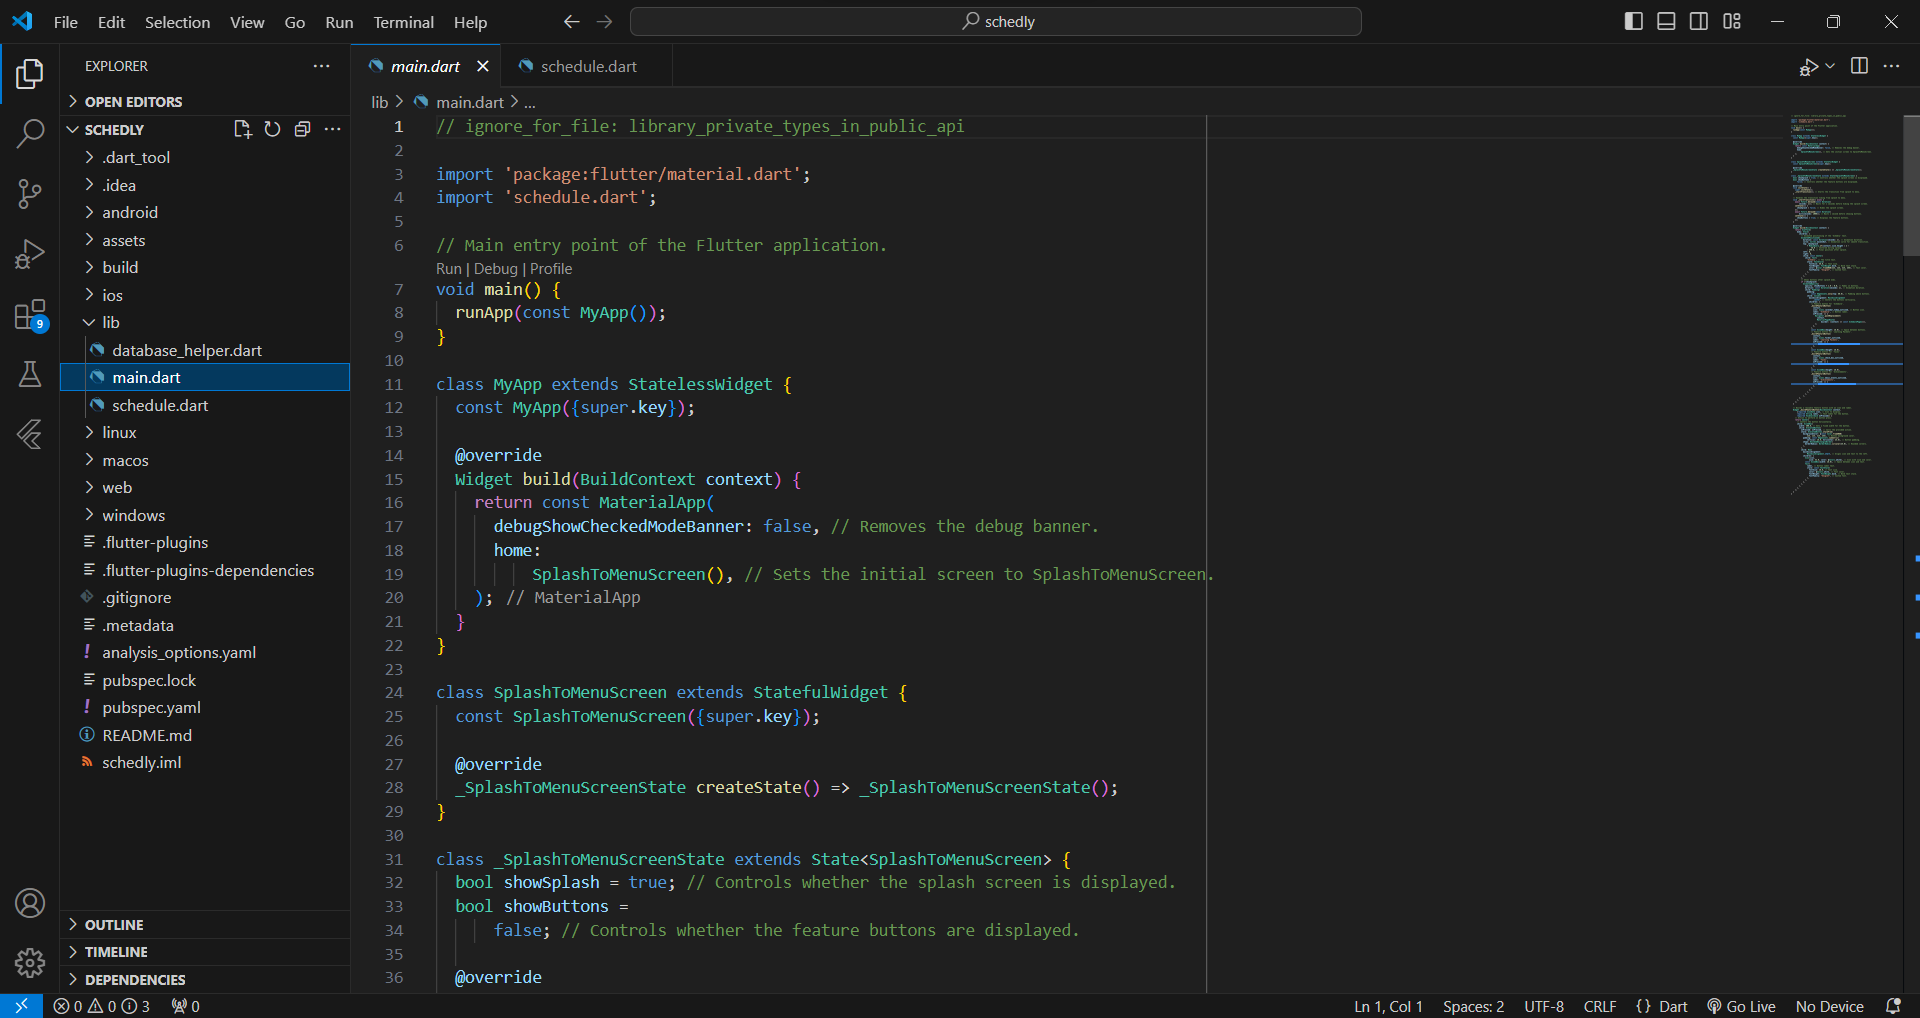 File Edit Selection View Go Run Terminal Help
schedly
EXPLORER
OPEN EDITORS
SCHEDLY
.dart_tool
.idea
android
assets
build
ios
lib
database_helper.dart
main.dart
schedule.dart
linux
macos
web
windows
.flutter-plugins
.flutter-plugins-dependencies
.gitignore
.metadata
analysis_options.yaml
pubspec.lock
pubspec.yaml
README.md
schedly.iml
OUTLINE
TIMELINE
DEPENDENCIES
9
main.dart schedule.dart
lib > main.dart > ...
1 // ignore_for_file: library_private_types_in_public_api
2
3 import 'package:flutter/material.dart';
4 import 'schedule.dart';
5
6 // Main entry point of the Flutter application.
Run | Debug | Profile
7 void main() {
8 runApp(const MyApp());
9 }
10
11 class MyApp extends StatelessWidget {
12 const MyApp({super.key});
13
14 @override
15 Widget build(BuildContext context) {
16 return const MaterialApp(
17 debugShowCheckedModeBanner: false, // Removes the debug banner.
18 home:
19 SplashToMenuScreen(), // Sets the initial screen to SplashToMenuScreen.
20 ); // MaterialApp
21 }
22 }
23
24 class SplashToMenuScreen extends StatefulWidget {
25 const SplashToMenuScreen({super.key});
26
27 @override
28 _SplashToMenuScreenState createState() => _SplashToMenuScreenState();
29 }
30
31 class _SplashToMenuScreenState extends State<SplashToMenuScreen> {
32 bool showSplash = true; // Controls whether the splash screen is displayed.
33 bool showButtons =
34 false; // Controls whether the feature buttons are displayed.
35
36 @override
0 0 3 0 Ln 1, Col 1 Spaces: 2 UTF-8 CRLF {} Dart Go Live No Device